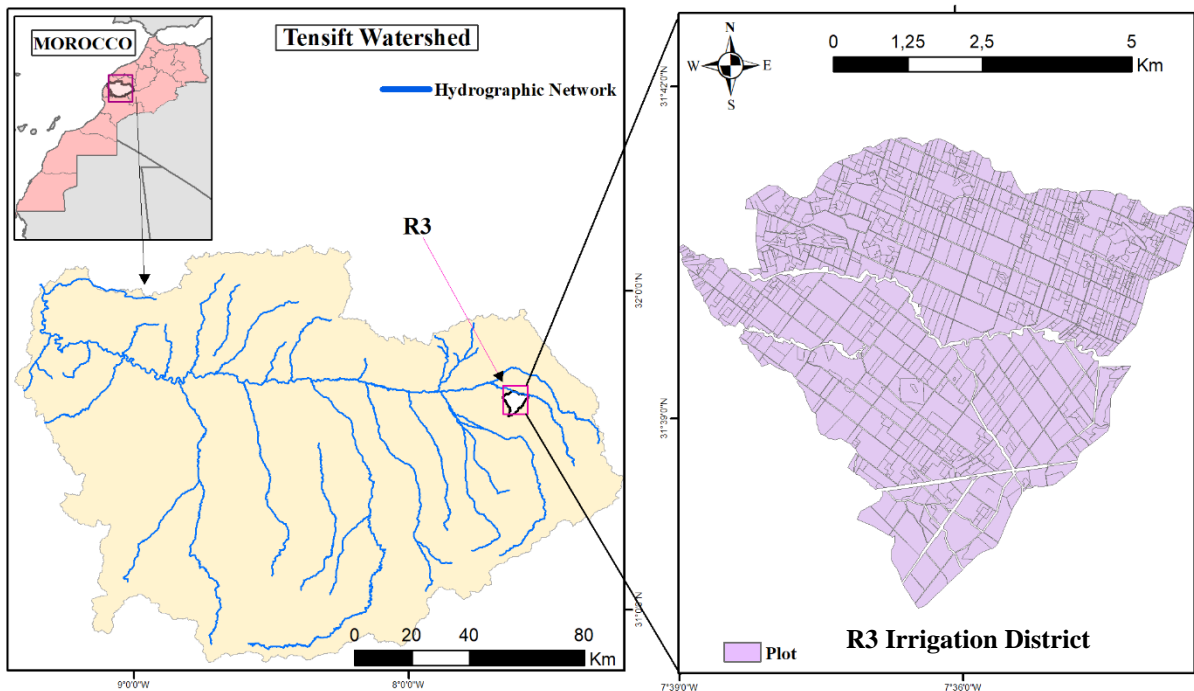 MOROCCO
Tensift Watershed
Hydrographic Network
R3
32°0'0"N
31°0'0"N
0 20 40 80
Km
9°0'0"W 8°0'0"W
N
W E
S
0 1,25 2,5 5
Km
31°42'0"N
31°39'0"N
R3 Irrigation District
Plot
7°39'0"W 7°36'0"W